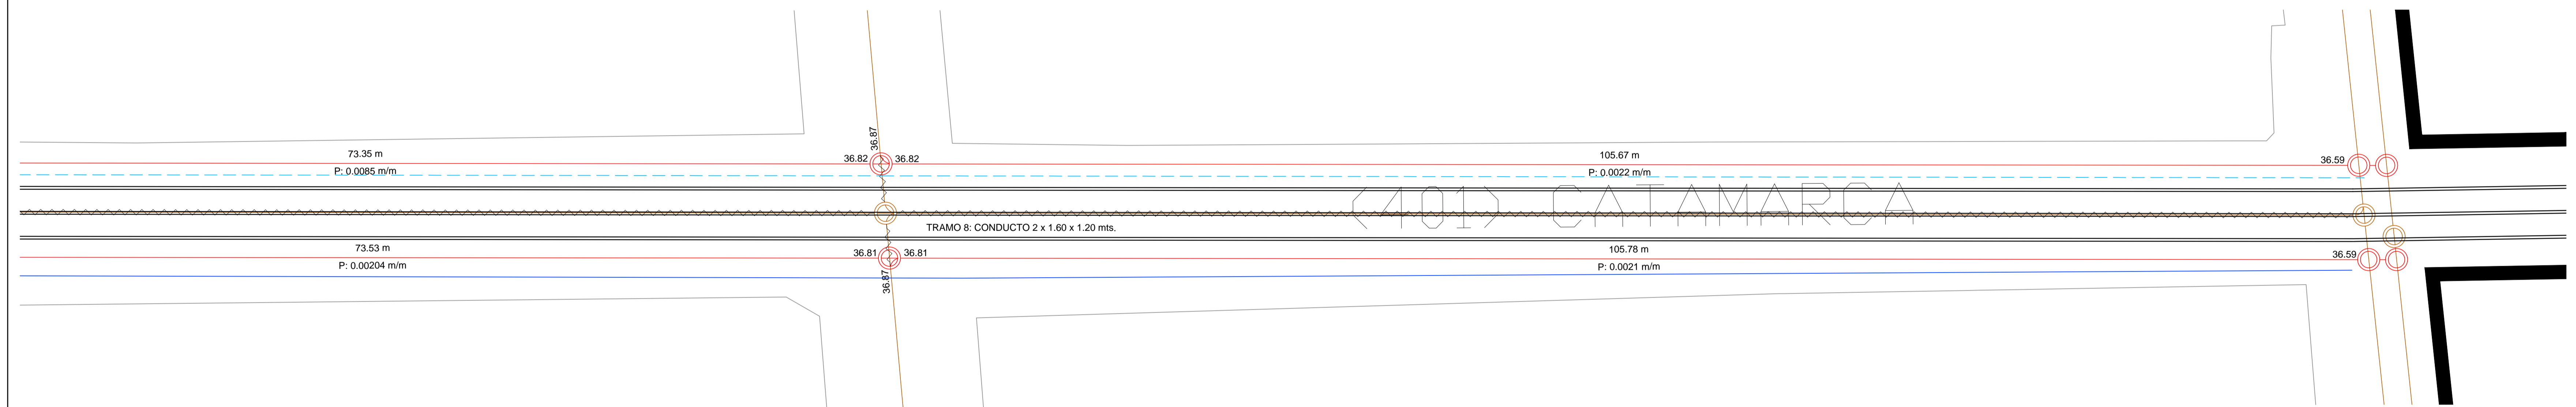 36.87
73.35 m
36.82
36.82
105.67 m
36.59
P: 0.0085 m/m
P: 0.0022 m/m
(401) CATAMARCA
TRAMO 8: CONDUCTO 2 x 1.60 x 1.20 mts.
73.53 m
36.81
36.81
105.78 m
36.59
P: 0.00204 m/m
P: 0.0021 m/m
36.87